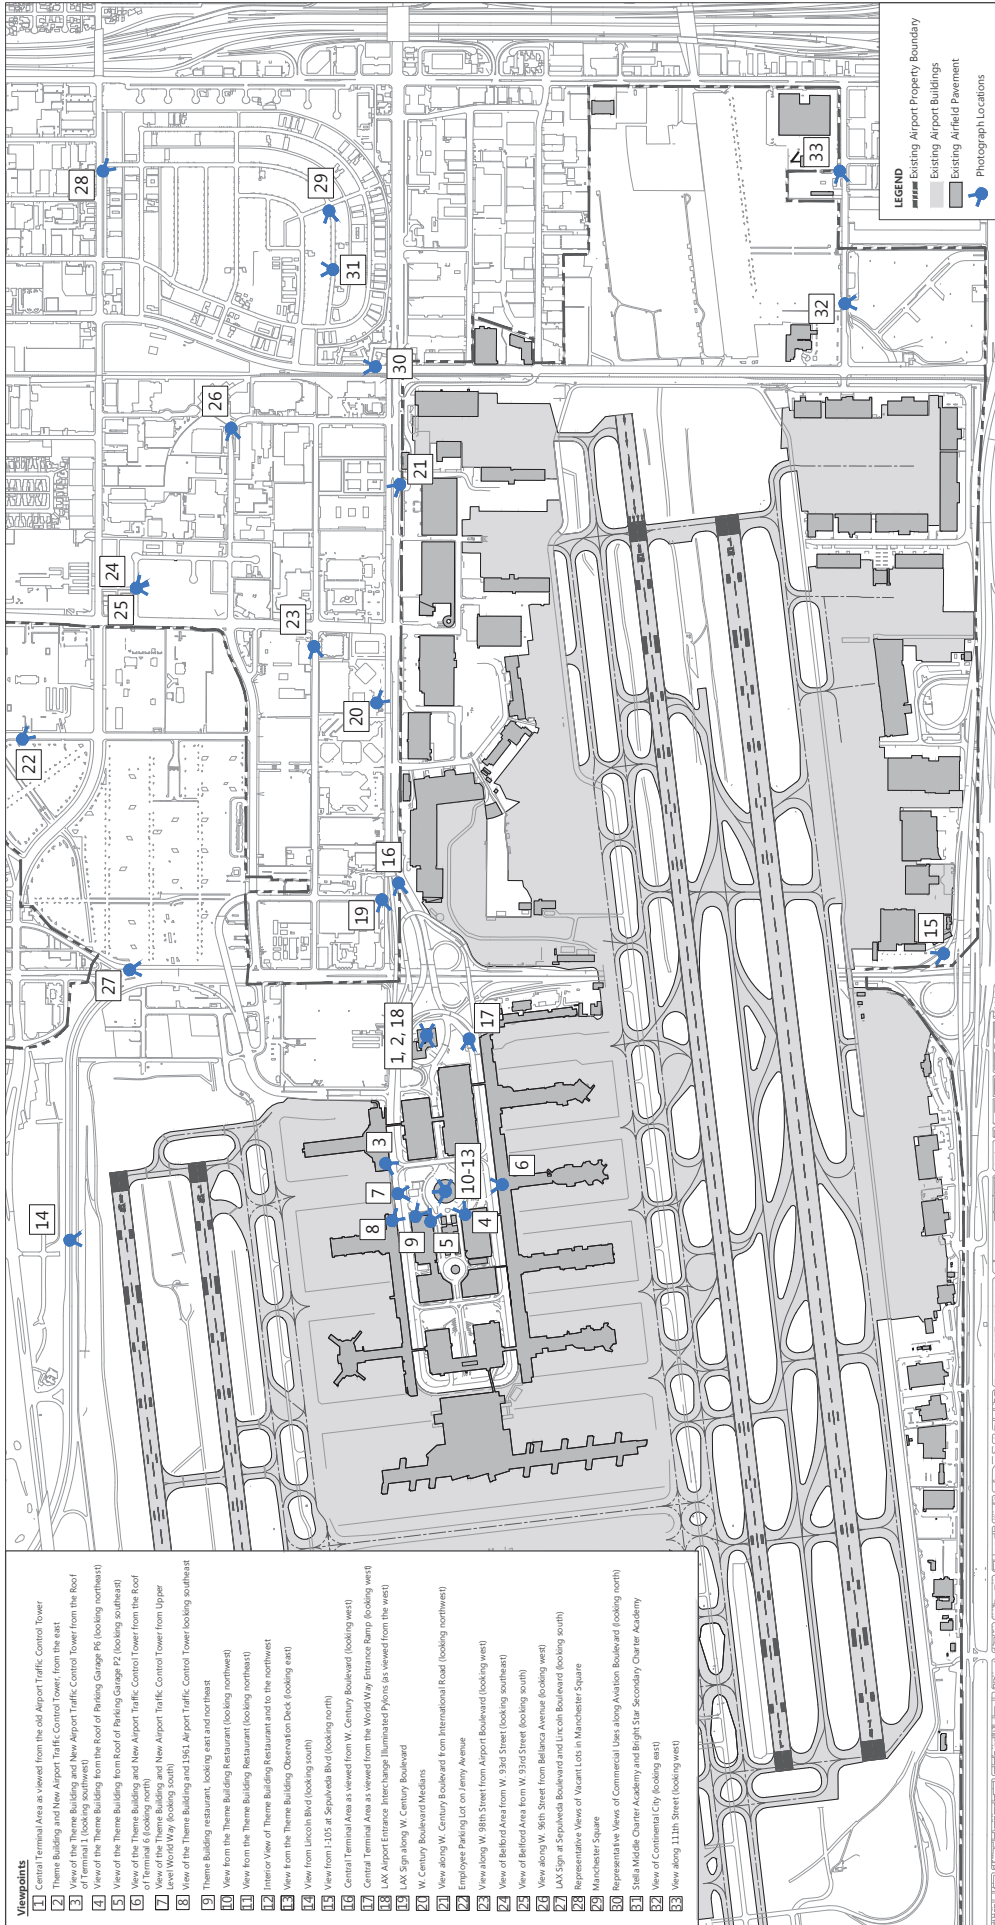 Viewpoints
1 Central Terminal Area as viewed from the old Airport Traffic Control Tower
2 Theme Building and New Airport Traffic Control Tower, from the east
3 View of the Theme Building and New Airport Traffic Control Tower from the Roof
of Terminal 1 (looking southwest)
4 View of the Theme Building from the Roof of Parking Garage P6 (looking northeast)
5 View of the Theme Building from Roof of Parking Garage P2 (looking southeast)
6 View of the Theme Building and New Airport Traffic Control Tower from the Roof
of Terminal 6 (looking north)
7 View of the Theme Building and New Airport Traffic Control Tower from Upper
Level World Way (looking south)
8 View of the Theme Building and 1961 Airport Traffic Control Tower looking southeast
9 Theme Building restaurant, looking east and northeast
10 View from the Theme Building Restaurant (looking northwest)
11 View from the Theme Building Restaurant (looking northeast)
12 Interior View of Theme Building Restaurant and to the northwest
13 View from the Theme Building Observation Deck (looking east)
14 View from Lincoln Blvd (looking south)
15 View from I-105 at Sepulveda Blvd (looking north)
16 Central Terminal Area as viewed from W. Century Boulevard (looking west)
17 Central Terminal Area as viewed from the World Way Entrance Ramp (looking west)
18 LAX Airport Entrance Interchange Illuminated Pylons (as viewed from the west)
19 LAX Sign along W. Century Boulevard
20 W. Century Boulevard Medians
21 View along W. Century Boulevard from International Road (looking northwest)
22 Employee Parking Lot on Jenny Avenue
23 View along W. 98th Street from Airport Boulevard (looking west)
24 View of Belford Area from W. 93rd Street (looking southeast)
25 View of Belford Area from W. 93rd Street (looking south)
26 View along W. 96th Street from Bellanca Avenue (looking west)
27 LAX Sign at Sepulveda Boulevard and Lincoln Boulevard (looking south)
28 Representative Views of Vacant Lots in Manchester Square
29 Manchester Square
30 Representative Views of Commercial Uses along Aviation Boulevard (looking north)
31 Stella Middle Charter Academy and Bright Star Secondary Charter Academy
32 View of Continental City (looking east)
33 View along 111th Street (looking west)
14
27
22
25
24
28
26
23
29
31
19
16
20
21
30
1, 2, 18
17
3
7
8
9
5
4
10-13
6
15
32
33
LEGEND
Existing Airport Property Boundary
Existing Airport Buildings
Existing Airfield Pavement
Photograph Locations